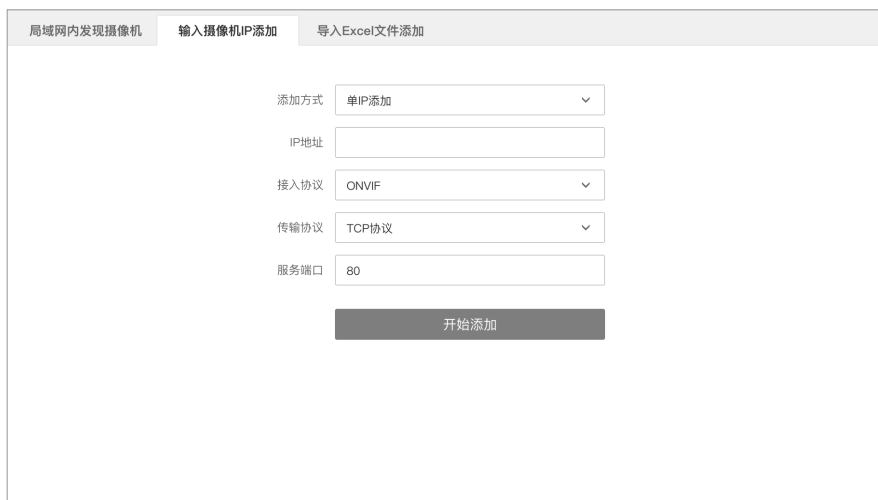 局域网内发现摄像机 输入摄像机IP添加 导入Excel文件添加
添加方式 单IP添加
IP地址
接入协议 ONVIF
传输协议 TCP协议
服务端口 80
开始添加